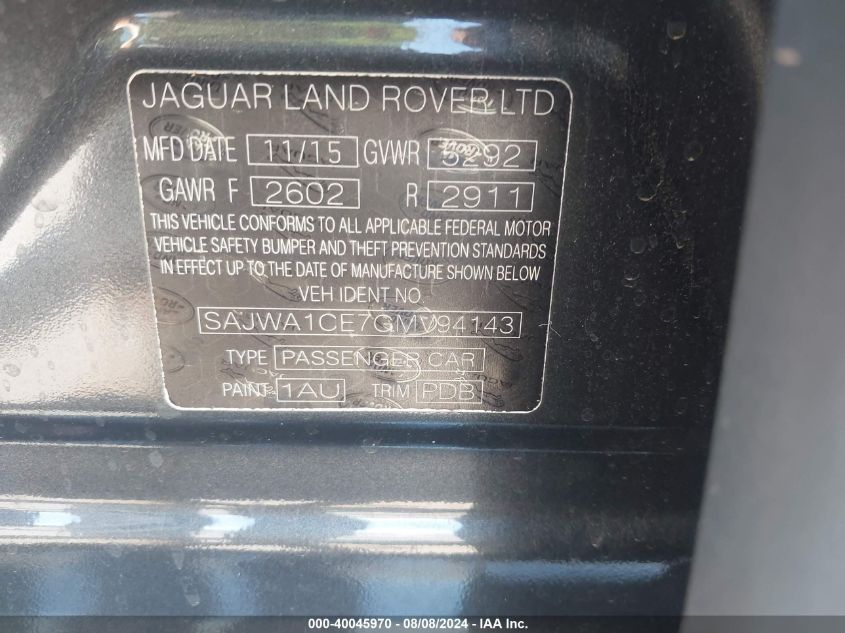 JAGUAR LAND ROVER LTD
MFD DATE 11/15 GVWR 5292
GAWR F 2602 R 2911
THIS VEHICLE CONFORMS TO ALL APPLICABLE FEDERAL MOTOR
VEHICLE SAFETY BUMPER AND THEFT PREVENTION STANDARDS
IN EFFECT UP TO THE DATE OF MANUFACTURE SHOWN BELOW
VEH IDENT NO.
SAJWA1CE7GMV94143
TYPE PASSENGER CAR
PAINT 1AU TRIM PDB
000-40045970 - 08/08/2024 - IAA Inc.